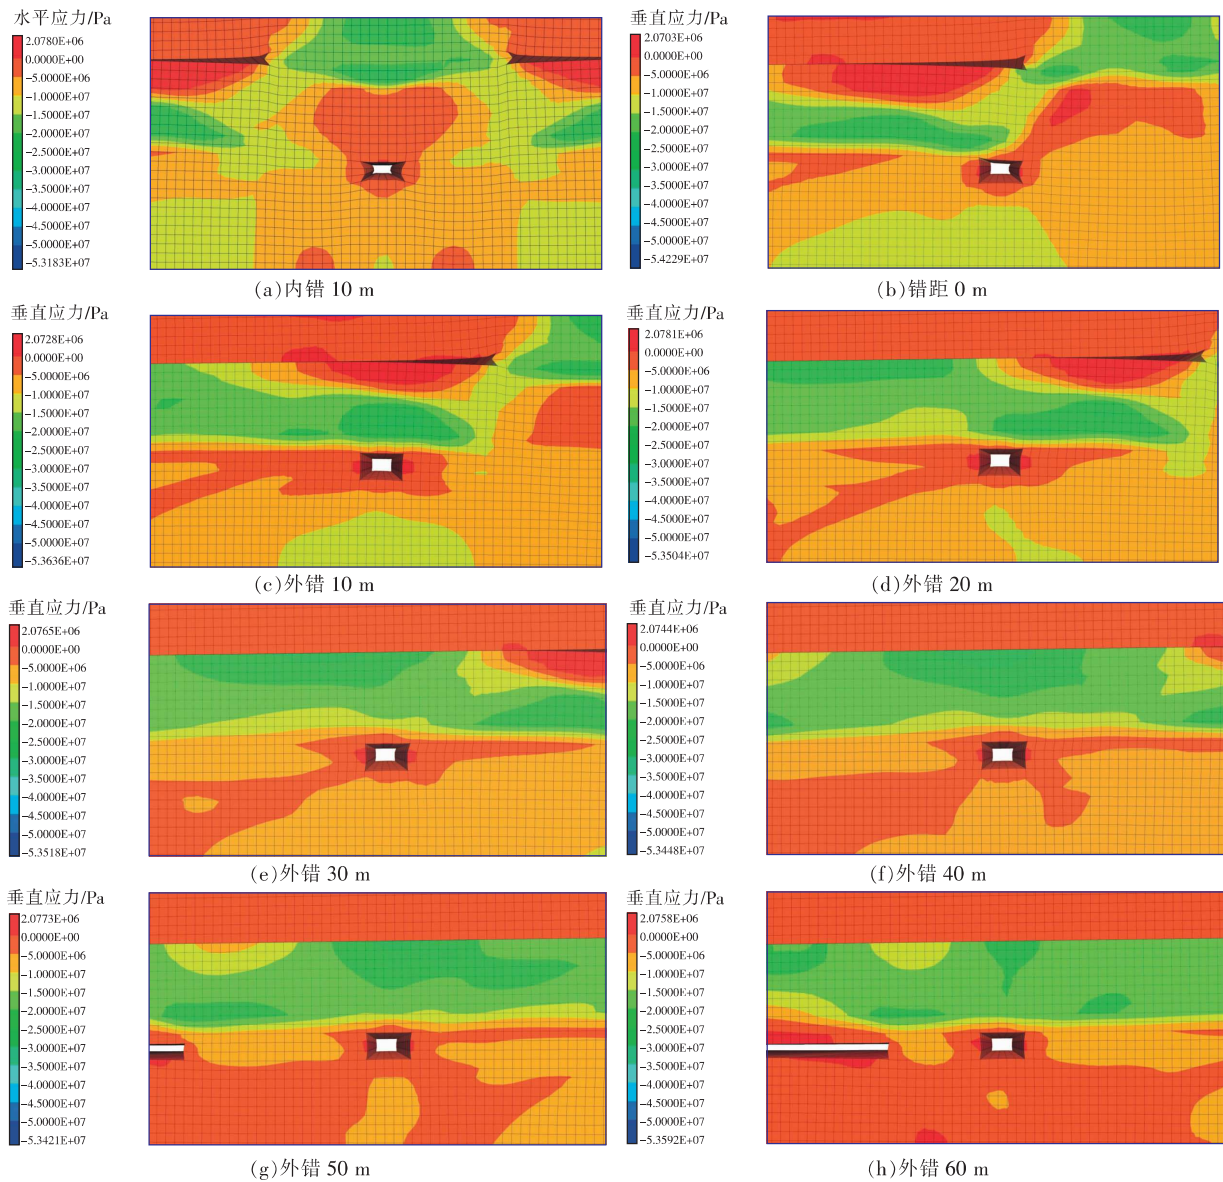 水平应力/Pa
2.0780E+06
0.0000E+00
−5.0000E+06
−1.0000E+07
−1.5000E+07
−2.0000E+07
−2.5000E+07
−3.0000E+07
−3.5000E+07
−4.0000E+07
−4.5000E+07
−5.0000E+07
−5.3183E+07
(a)内错 10 m
垂直应力/Pa
2.0703E+06
0.0000E+00
−5.0000E+06
−1.0000E+07
−1.5000E+07
−2.0000E+07
−2.5000E+07
−3.0000E+07
−3.5000E+07
−4.0000E+07
−4.5000E+07
−5.0000E+07
−5.4229E+07
(b)错距 0 m
垂直应力/Pa
2.0728E+06
0.0000E+00
−5.0000E+06
−1.0000E+07
−1.5000E+07
−2.0000E+07
−2.5000E+07
−3.0000E+07
−3.5000E+07
−4.0000E+07
−4.5000E+07
−5.0000E+07
−5.3636E+07
(c)外错 10 m
垂直应力/Pa
2.0781E+06
0.0000E+00
−5.0000E+06
−1.0000E+07
−1.5000E+07
−2.0000E+07
−2.5000E+07
−3.0000E+07
−3.5000E+07
−4.0000E+07
−4.5000E+07
−5.0000E+07
−5.3504E+07
(d)外错 20 m
垂直应力/Pa
2.0765E+06
0.0000E+00
−5.0000E+06
−1.0000E+07
−1.5000E+07
−2.0000E+07
−2.5000E+07
−3.0000E+07
−3.5000E+07
−4.0000E+07
−4.5000E+07
−5.0000E+07
−5.3518E+07
(e)外错 30 m
垂直应力/Pa
2.0744E+06
0.0000E+00
−5.0000E+06
−1.0000E+07
−1.5000E+07
−2.0000E+07
−2.5000E+07
−3.0000E+07
−3.5000E+07
−4.0000E+07
−4.5000E+07
−5.0000E+07
−5.3448E+07
(f)外错 40 m
垂直应力/Pa
2.0773E+06
0.0000E+00
−5.0000E+06
−1.0000E+07
−1.5000E+07
−2.0000E+07
−2.5000E+07
−3.0000E+07
−3.5000E+07
−4.0000E+07
−4.5000E+07
−5.0000E+07
−5.3421E+07
(g)外错 50 m
垂直应力/Pa
2.0758E+06
0.0000E+00
−5.0000E+06
−1.0000E+07
−1.5000E+07
−2.0000E+07
−2.5000E+07
−3.0000E+07
−3.5000E+07
−4.0000E+07
−4.5000E+07
−5.0000E+07
−5.3592E+07
(h)外错 60 m